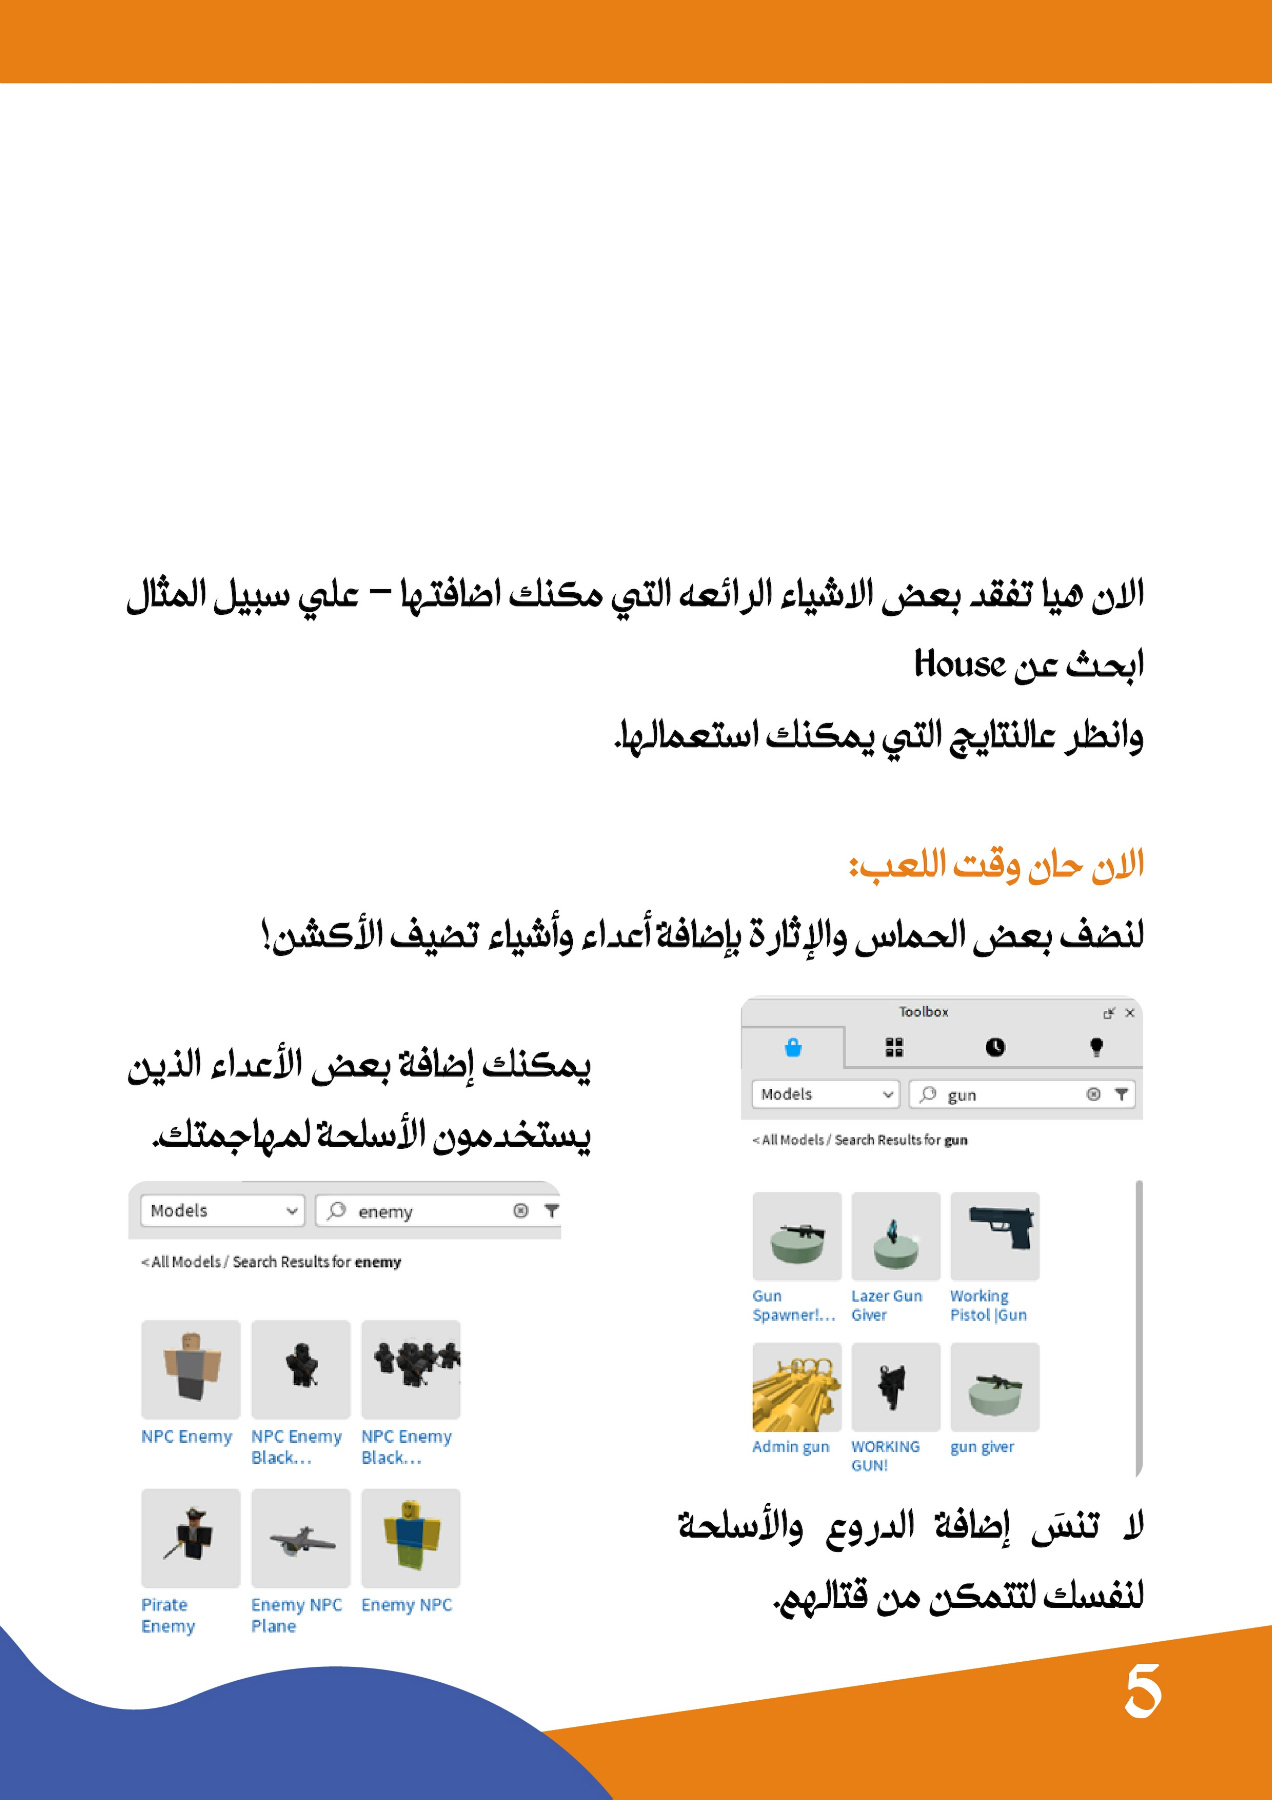 الان هيا تفقد بعض الاشياء الرائعه التي مكنك اضافتها – علي سبيل المثال
ابحث عن House
وانظر عالنتايج التي يمكنك استعمالها.
الان حان وقت اللعب:
لنضف بعض الحماس والإثارة بإضافة أعداء وأشياء تضيف الأكشن!
Toolbox
Models
gun
< All Models / Search Results for gun
Gun Spawner!...
Lazer Gun Giver
Working Pistol |Gun
Admin gun
WORKING GUN!
gun giver
لا تنسَ إضافة الدروع والأسلحة
لنفسك لتتمكن من قتالهم.
يمكنك إضافة بعض الأعداء الذين
يستخدمون الأسلحة لمهاجمتك.
Models
enemy
< All Models / Search Results for enemy
NPC Enemy
NPC Enemy Black...
NPC Enemy Black...
Pirate Enemy
Enemy NPC Plane
Enemy NPC
5